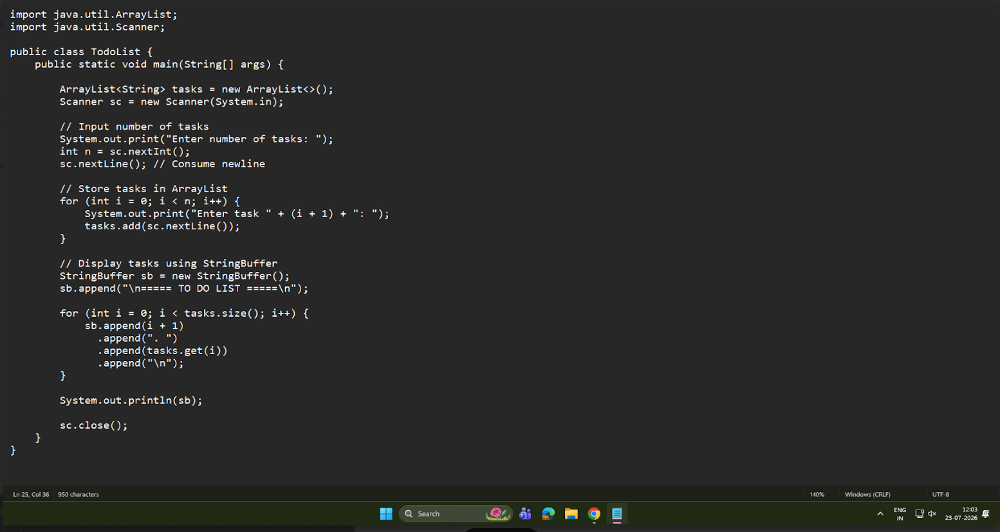 import java.util.ArrayList;
import java.util.Scanner;

public class TodoList {
    public static void main(String[] args) {

        ArrayList<String> tasks = new ArrayList<>();
        Scanner sc = new Scanner(System.in);

        // Input number of tasks
        System.out.print("Enter number of tasks: ");
        int n = sc.nextInt();
        sc.nextLine(); // Consume newline

        // Store tasks in ArrayList
        for (int i = 0; i < n; i++) {
            System.out.print("Enter task " + (i + 1) + ": ");
            tasks.add(sc.nextLine());
        }

        // Display tasks using StringBuffer
        StringBuffer sb = new StringBuffer();
        sb.append("\n===== TO DO LIST =====\n");

        for (int i = 0; i < tasks.size(); i++) {
            sb.append(i + 1)
              .append(". ")
              .append(tasks.get(i))
              .append("\n");
        }

        System.out.println(sb);

        sc.close();
    }
}
Ln 25, Col 36 950 characters 140% Windows (CRLF) UTF-8
Search ENG 12:03
IN 23-07-2026